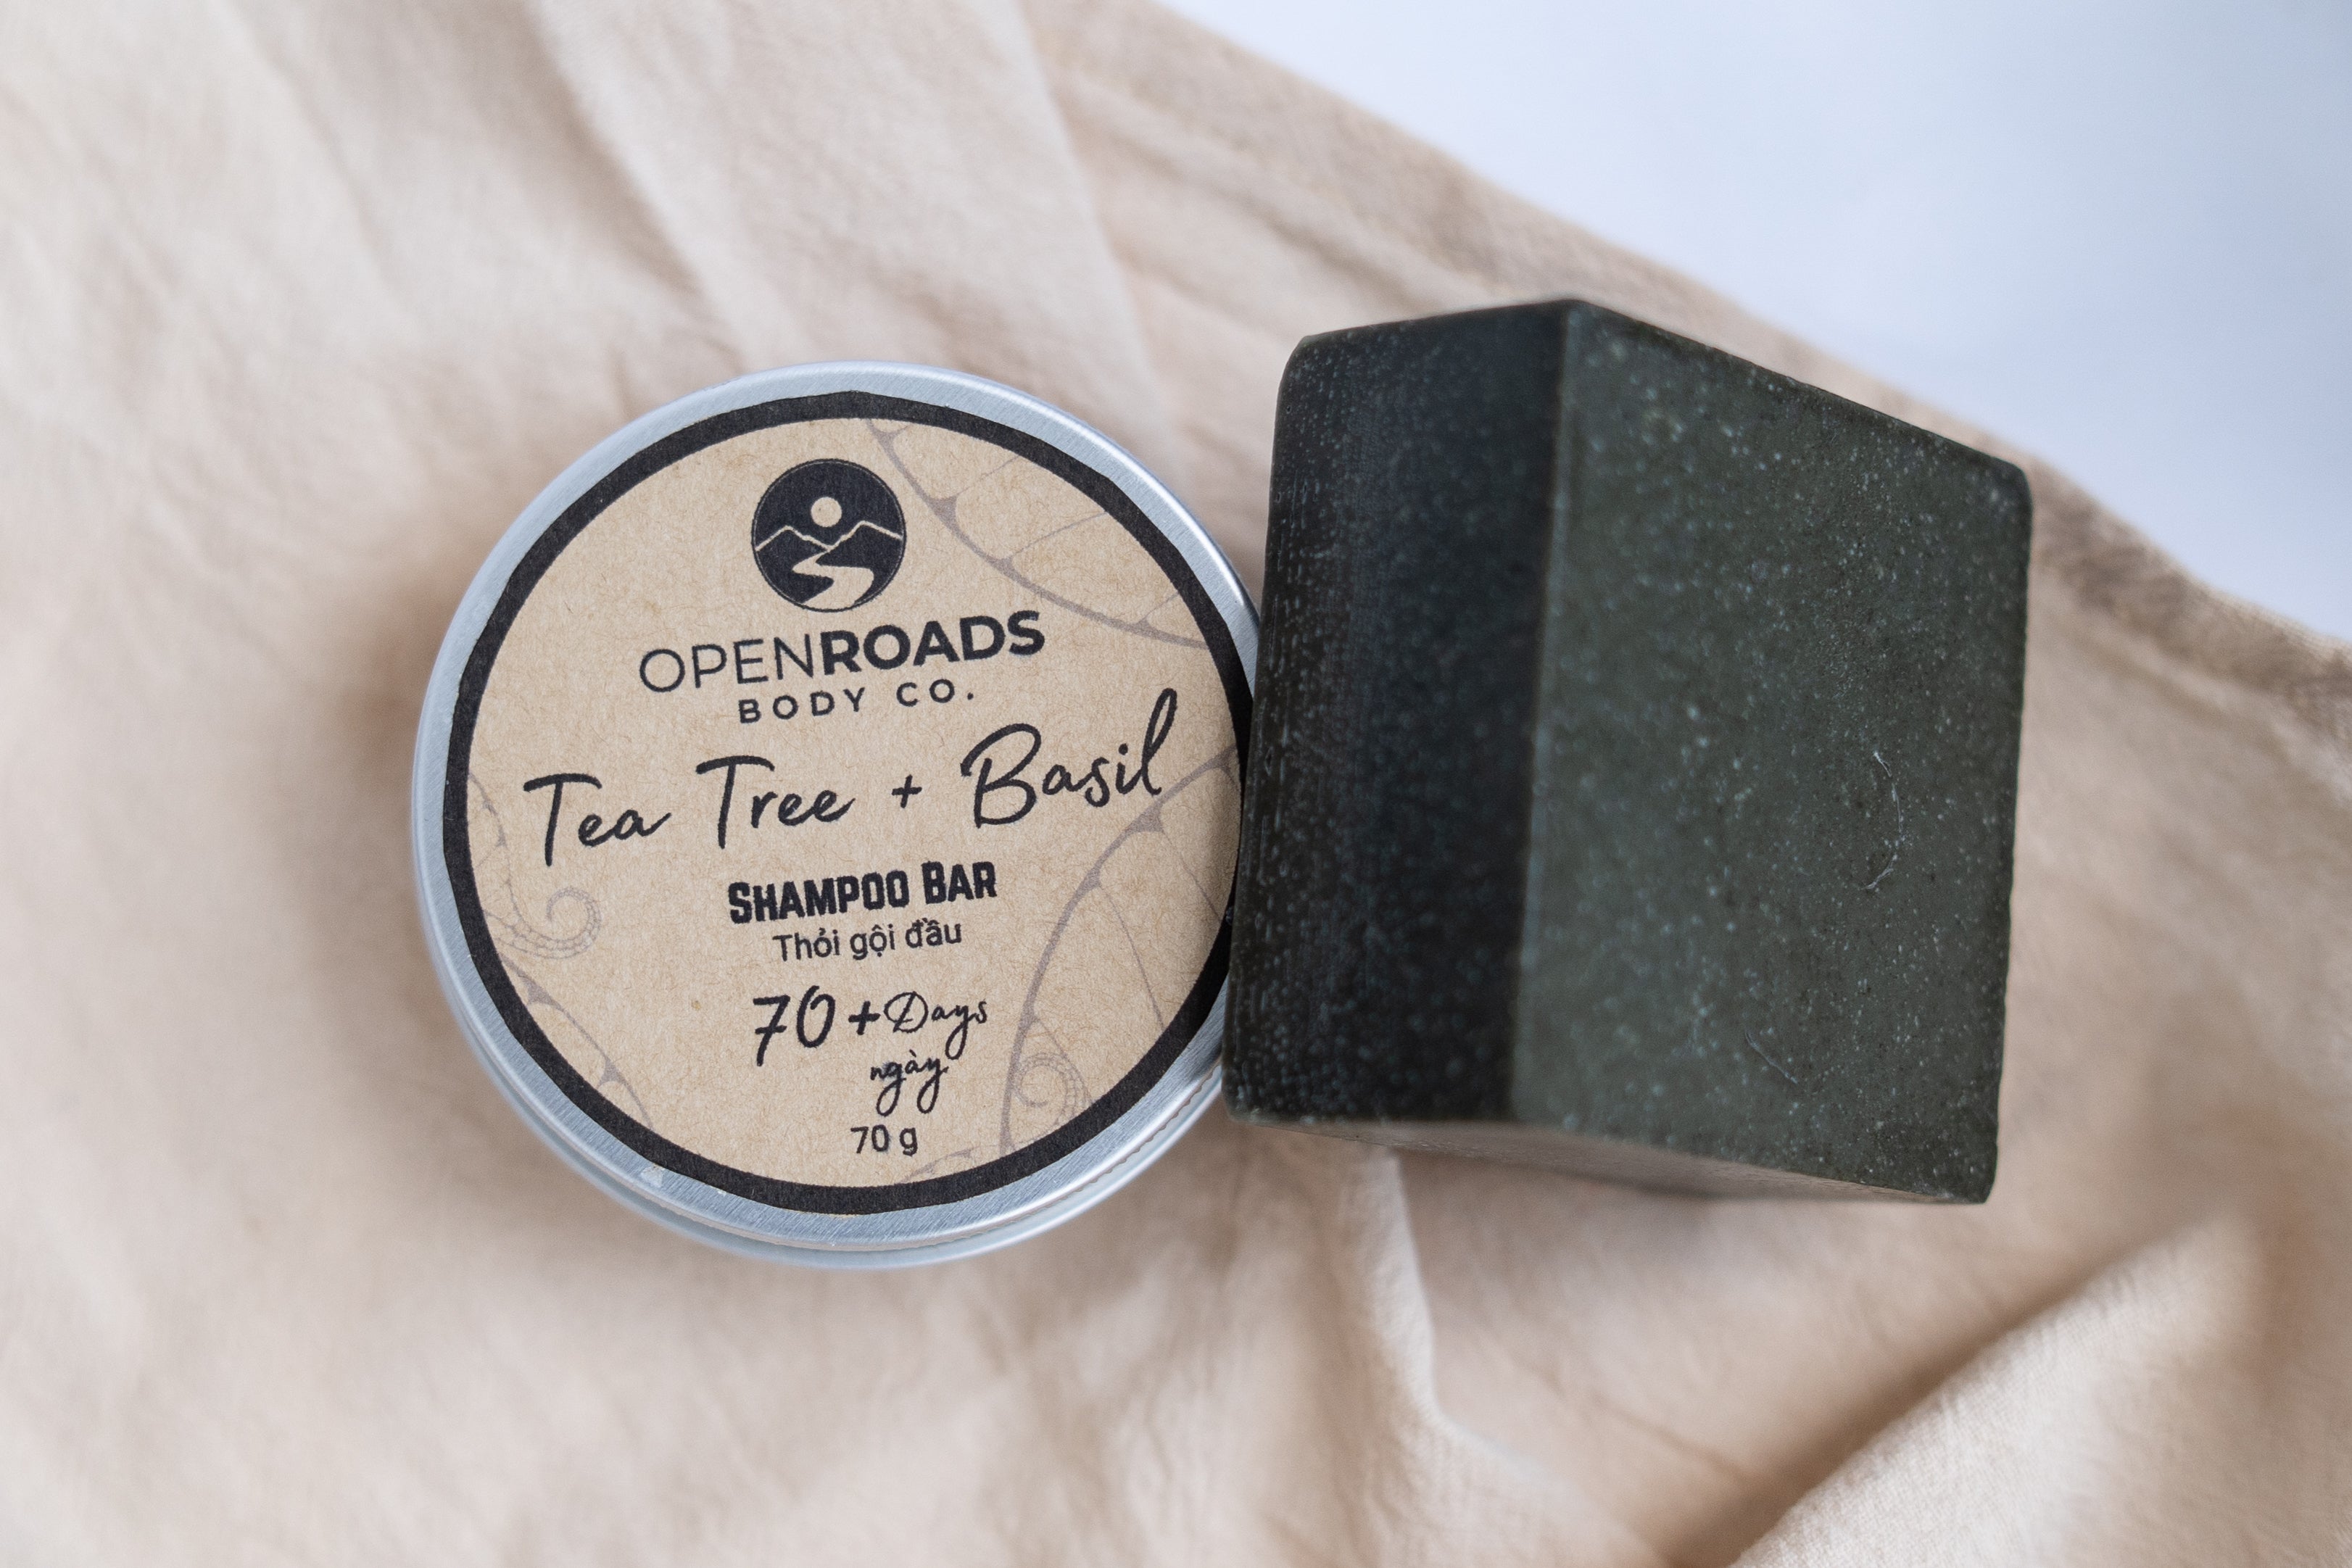 OPENROADS
BODY CO.
Tea Tree + Basil
SHAMPOO BAR
Thỏi gội đầu
70 + Days
ngày
70 g